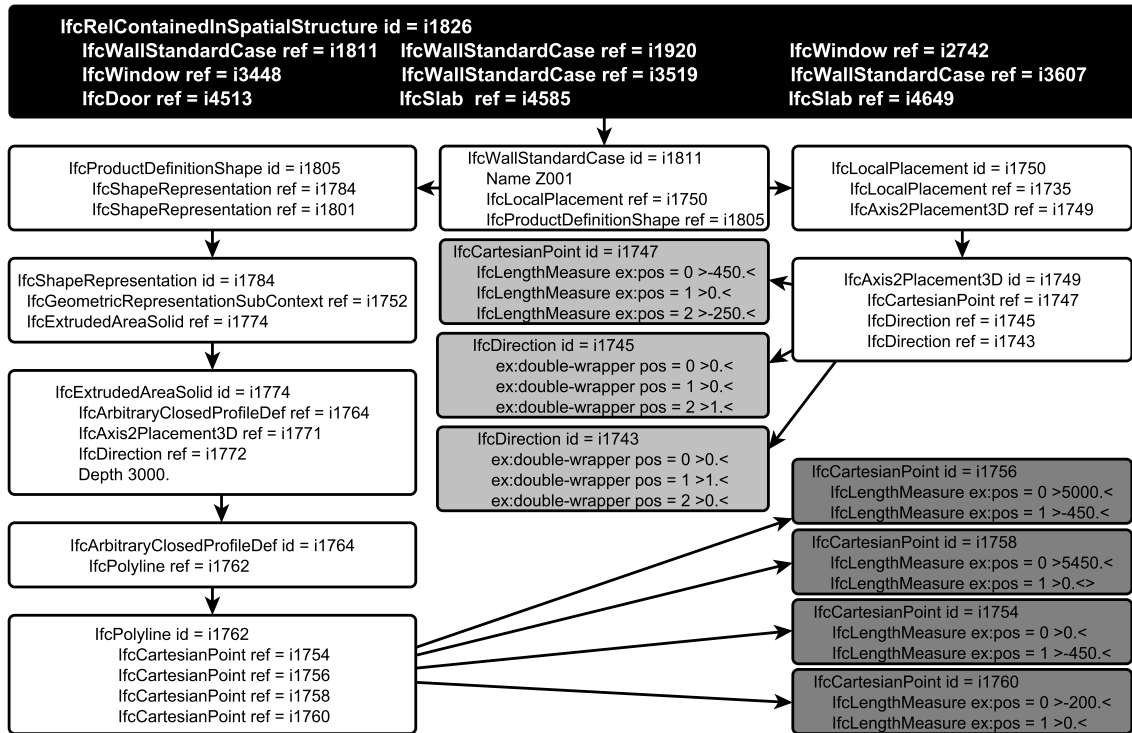 IfcRelContainedInSpatialStructure id = i1826
IfcWallStandardCase ref = i1811 IfcWallStandardCase ref = i1920 IfcWindow ref = i2742
IfcWindow ref = i3448 IfcWallStandardCase ref = i3519 IfcWallStandardCase ref = i3607
IfcDoor ref = i4513 IfcSlab ref = i4585 IfcSlab ref = i4649
IfcProductDefinitionShape id = i1805
IfcShapeRepresentation ref = i1784
IfcShapeRepresentation ref = i1801
IfcWallStandardCase id = i1811
Name Z001
IfcLocalPlacement ref = i1750
IfcProductDefinitionShape ref = i1805
IfcLocalPlacement id = i1750
IfcLocalPlacement ref = i1735
IfcAxis2Placement3D ref = i1749
IfcShapeRepresentation id = i1784
IfcGeometricRepresentationSubContext ref = i1752
IfcExtrudedAreaSolid ref = i1774
IfcCartesianPoint id = i1747
IfcLengthMeasure ex:pos = 0 >-450.<
IfcLengthMeasure ex:pos = 1 >0.<
IfcLengthMeasure ex:pos = 2 >-250.<
IfcAxis2Placement3D id = i1749
IfcCartesianPoint ref = i1747
IfcDirection ref = i1745
IfcDirection ref = i1743
IfcDirection id = i1745
ex:double-wrapper pos = 0 >0.<
ex:double-wrapper pos = 1 >0.<
ex:double-wrapper pos = 2 >1.<
IfcExtrudedAreaSolid id = i1774
IfcArbitraryClosedProfileDef ref = i1764
IfcAxis2Placement3D ref = i1771
IfcDirection ref = i1772
Depth 3000.
IfcDirection id = i1743
ex:double-wrapper pos = 0 >0.<
ex:double-wrapper pos = 1 >1.<
ex:double-wrapper pos = 2 >0.<
IfcCartesianPoint id = i1756
IfcLengthMeasure ex:pos = 0 >5000.<
IfcLengthMeasure ex:pos = 1 >-450.<
IfcArbitraryClosedProfileDef id = i1764
IfcPolyline ref = i1762
IfcCartesianPoint id = i1758
IfcLengthMeasure ex:pos = 0 >5450.<
IfcLengthMeasure ex:pos = 1 >0.<>
IfcCartesianPoint id = i1754
IfcLengthMeasure ex:pos = 0 >0.<
IfcLengthMeasure ex:pos = 1 >-450.<
IfcPolyline id = i1762
IfcCartesianPoint ref = i1754
IfcCartesianPoint ref = i1756
IfcCartesianPoint ref = i1758
IfcCartesianPoint ref = i1760
IfcCartesianPoint id = i1760
IfcLengthMeasure ex:pos = 0 >-200.<
IfcLengthMeasure ex:pos = 1 >0.<